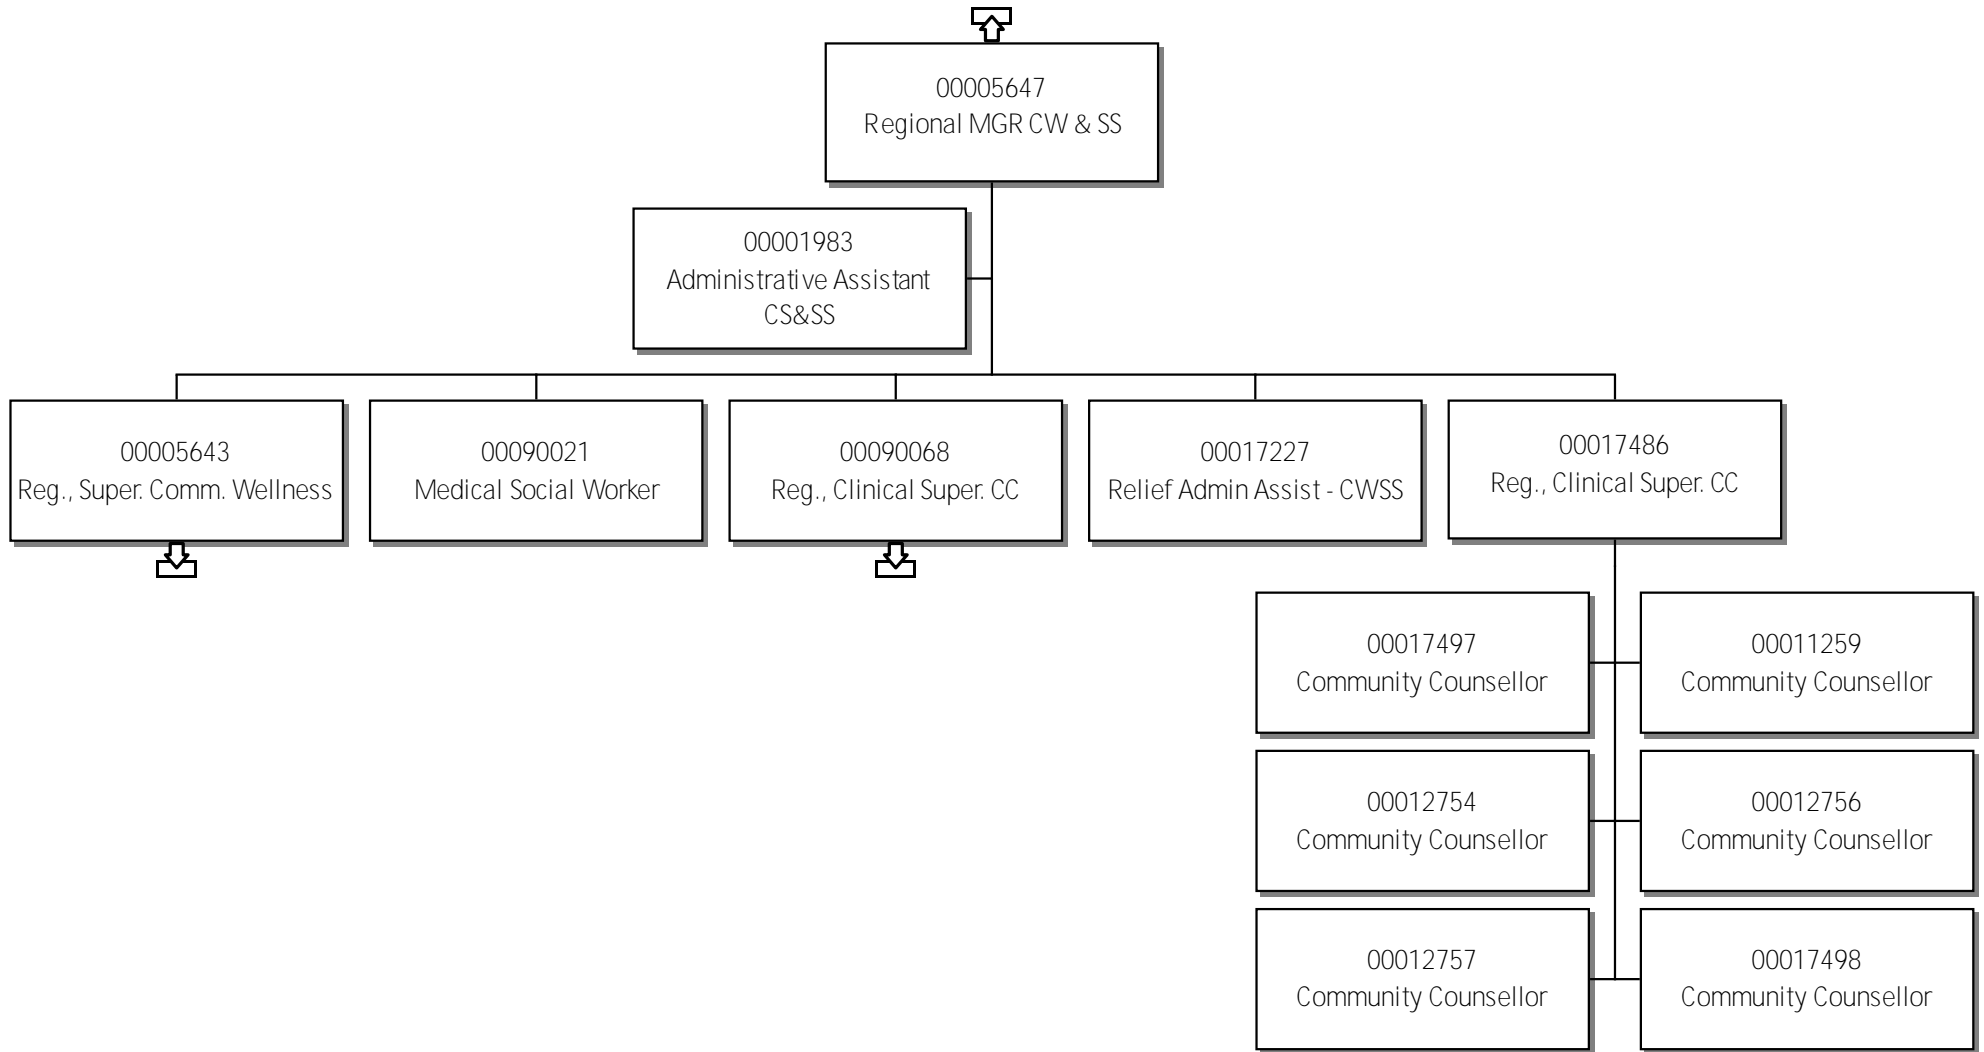 00005647
Regional MGR CW & SS
00001983
Administrative Assistant
CS&SS
00005643
Reg., Super. Comm. Wellness
00090021
Medical Social Worker
00090068
Reg., Clinical Super. CC
00017227
Relief Admin Assist - CWSS
00017486
Reg., Clinical Super. CC
00017497
Community Counsellor
00011259
Community Counsellor
00012754
Community Counsellor
00012756
Community Counsellor
00012757
Community Counsellor
00017498
Community Counsellor